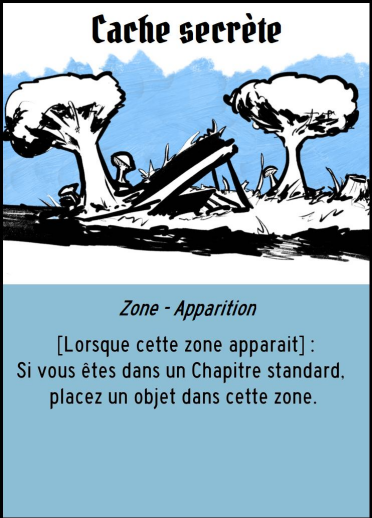 Cache secrète
Zone - Apparition
[Lorsque cette zone apparait] :
Si vous êtes dans un Chapitre standard,
placez un objet dans cette zone.